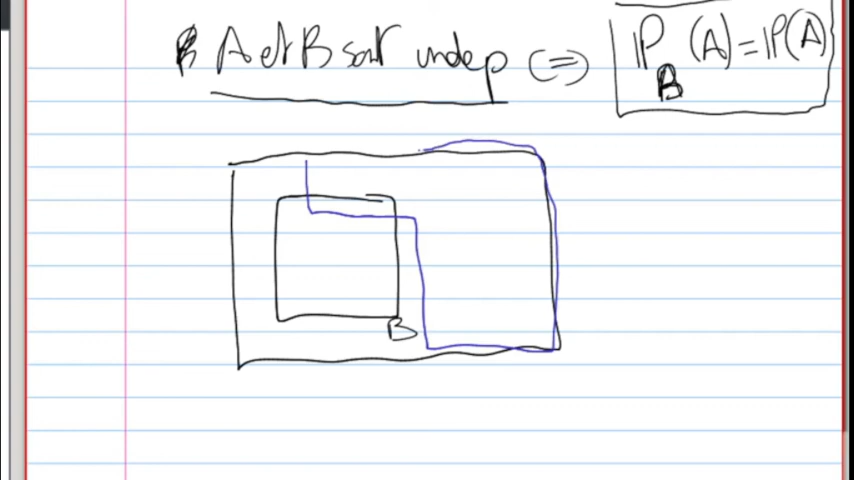 A et B sont indep <=> P_B (A) = P(A)
B